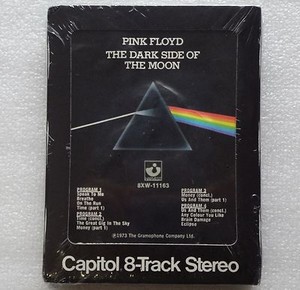 PINK FLOYD
THE DARK SIDE OF
THE MOON
8XW-11163
PROGRAM 1
Speak To Me
Breathe
On The Run
Time (part 1)
PROGRAM 2
Time (concl.)
The Great Gig In The Sky
Money (part 1)
PROGRAM 3
Money (concl.)
Us And Them (part 1)
PROGRAM 4
Us And Them (concl.)
Any Colour You Like
Brain Damage
Eclipse
℗1973 The Gramophone Company Ltd.
Capitol 8-Track Stereo